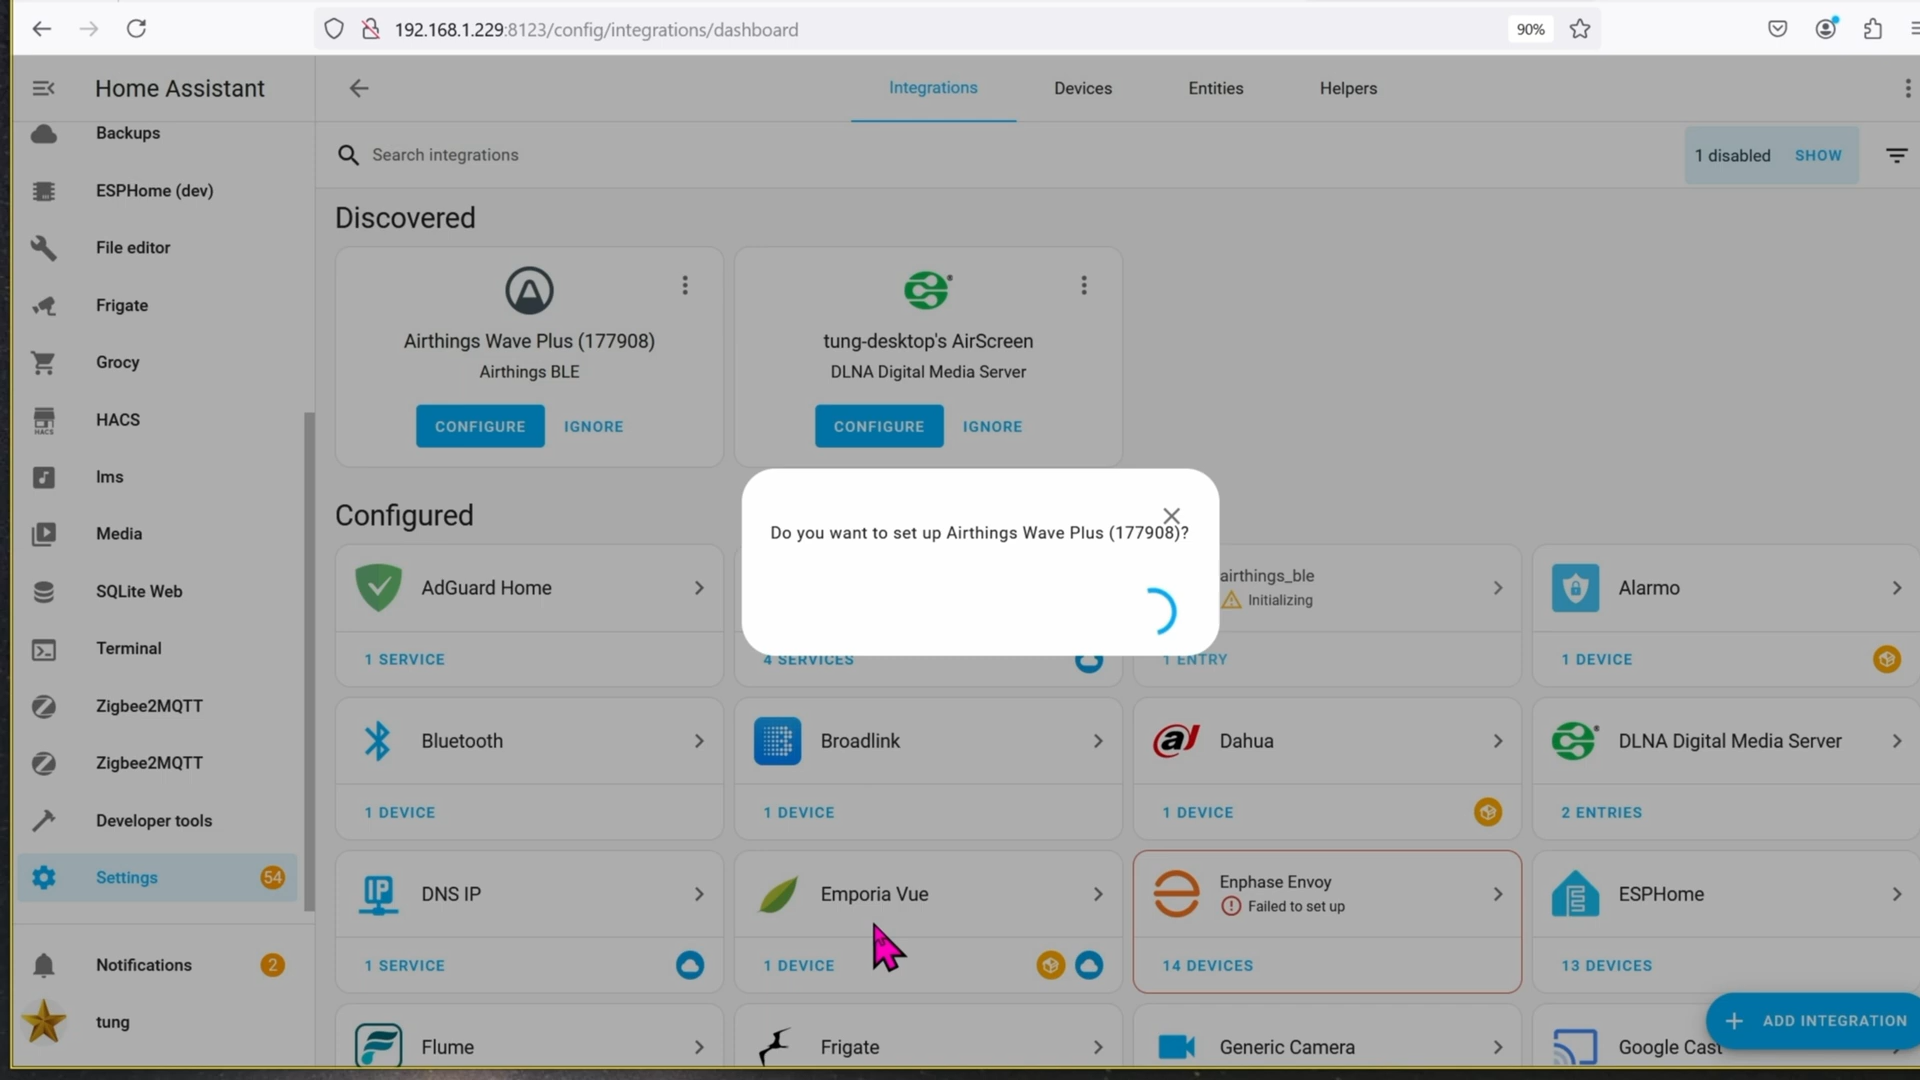 192.168.1.229:8123/config/integrations/dashboard
90%
Home Assistant
Integrations
Devices
Entities
Helpers
Backups
ESPHome (dev)
File editor
Frigate
Grocy
HACS
HACS
lms
Media
SQLite Web
Terminal
Zigbee2MQTT
Zigbee2MQTT
Developer tools
Settings
54
Notifications
2
tung
Search integrations
1 disabled SHOW
Discovered
Airthings Wave Plus (177908)
Airthings BLE
CONFIGURE IGNORE
tung-desktop's AirScreen
DLNA Digital Media Server
CONFIGURE IGNORE
Do you want to set up Airthings Wave Plus (177908)?
Configured
AdGuard Home
1 SERVICE
4 SERVICES
airthings_ble
Initializing
1 ENTRY
Alarmo
1 DEVICE
Bluetooth
1 DEVICE
Broadlink
1 DEVICE
Dahua
1 DEVICE
DLNA Digital Media Server
2 ENTRIES
IP
DNS IP
1 SERVICE
Emporia Vue
1 DEVICE
Enphase Envoy
Failed to set up
14 DEVICES
ESPHome
13 DEVICES
Flume
Frigate
Generic Camera
Google Cast
ADD INTEGRATION